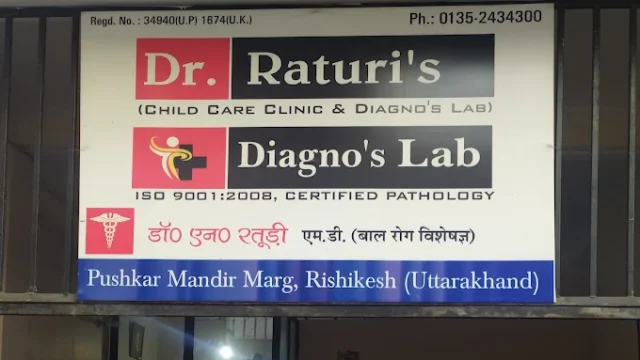 Regd. No. : 34940(U.P) 1674(U.K.) Ph.: 0135-2434300
Dr. Raturi's
(CHILD CARE CLINIC & DIAGNO'S LAB)
Diagno's Lab
ISO 9001:2008, CERTIFIED PATHOLOGY
डॉ0 एन0 रतूड़ी एम.डी. (बाल रोग विशेषज्ञ)
Pushkar Mandir Marg, Rishikesh (Uttarakhand)